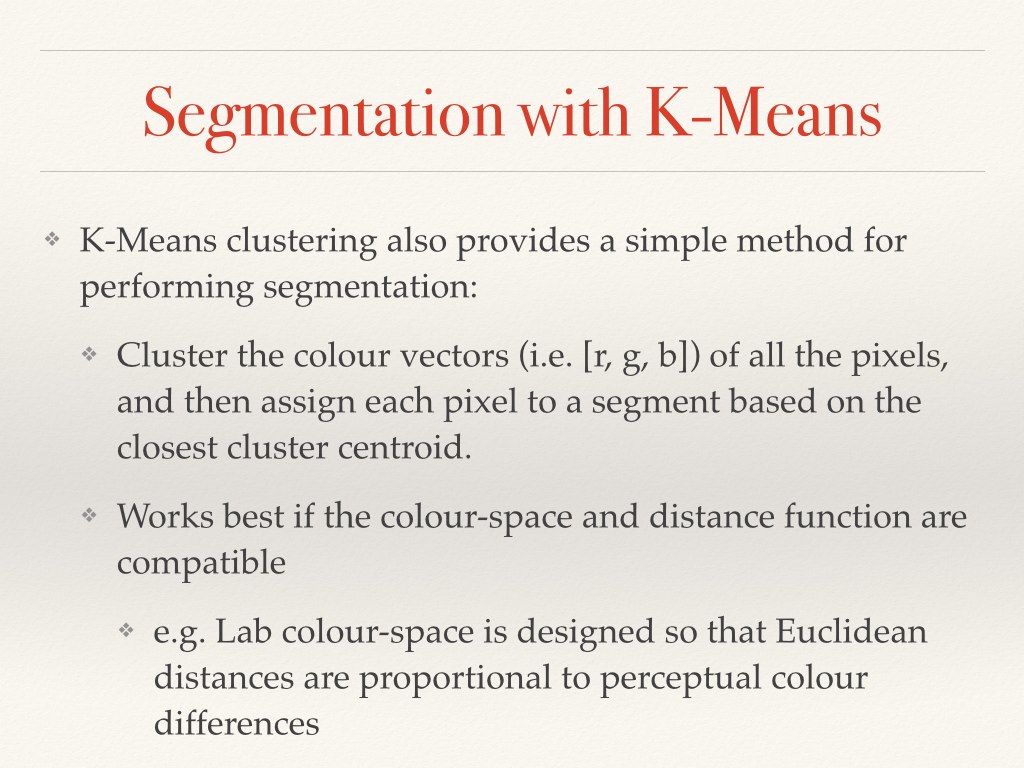 Segmentation with K-Means
K-Means clustering also provides a simple method for
performing segmentation:
Cluster the colour vectors (i.e. [r, g, b]) of all the pixels,
and then assign each pixel to a segment based on the
closest cluster centroid.
Works best if the colour-space and distance function are
compatible
e.g. Lab colour-space is designed so that Euclidean
distances are proportional to perceptual colour
differences